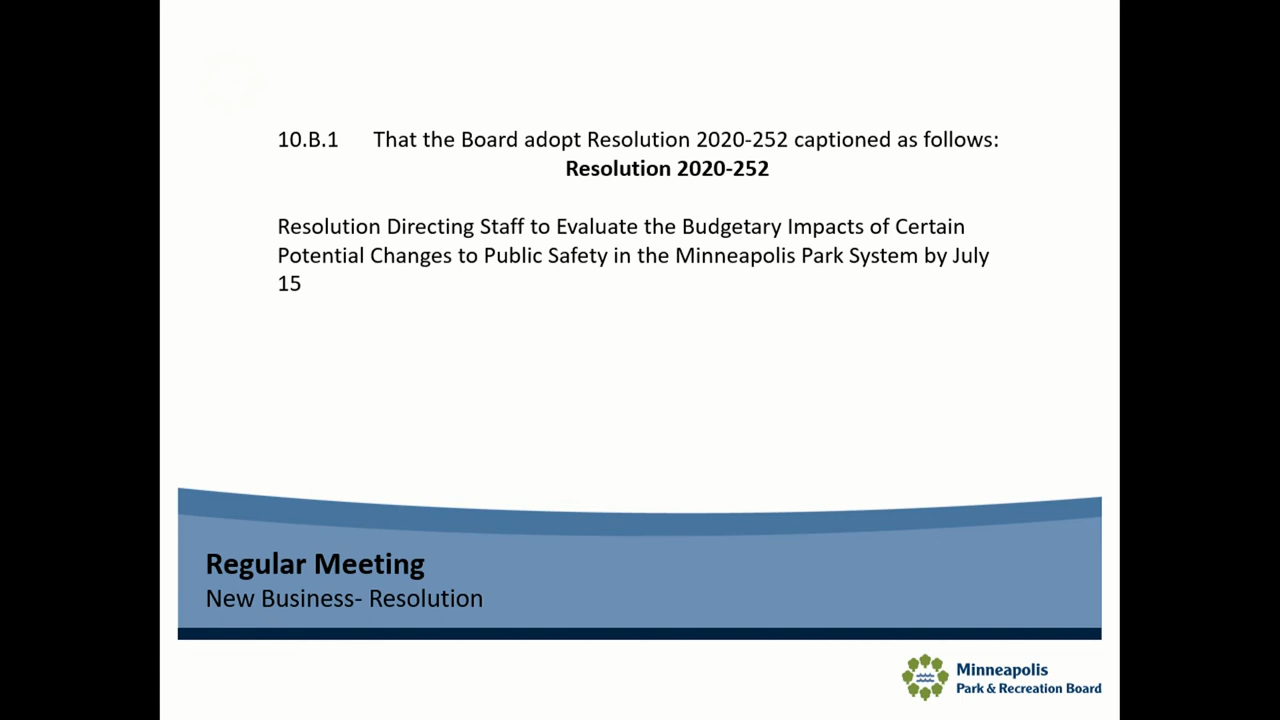 10.B.1 That the Board adopt Resolution 2020-252 captioned as follows:
Resolution 2020-252
Resolution Directing Staff to Evaluate the Budgetary Impacts of Certain
Potential Changes to Public Safety in the Minneapolis Park System by July
15
Regular Meeting
New Business- Resolution
Minneapolis
Park & Recreation Board